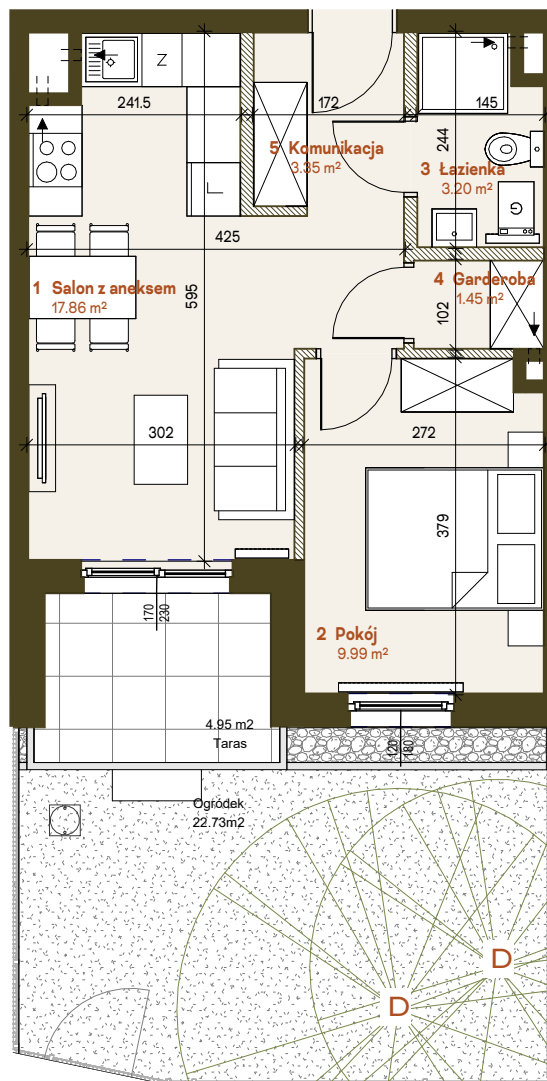 Z
241.5
172
145
244
5 Komunikacja
3.35 m²
3 Łazienka
3.20 m²
G
L
425
595
4 Garderoba
1.45 m²
102
1 Salon z aneksem
17.86 m²
302
272
379
2 Pokój
9.99 m²
170
230
4.95 m2
Taras
120
180
Ogródek
22.73m2
D
D